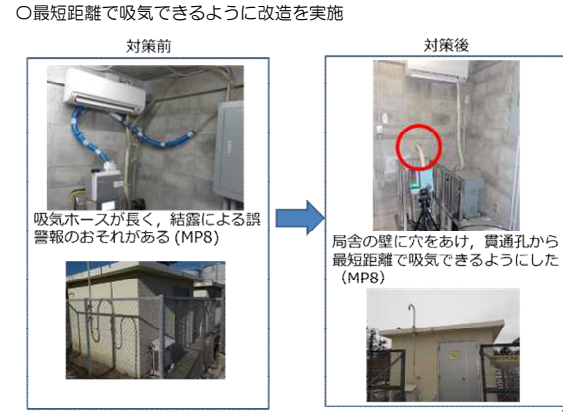 〇最短距離で吸気できるように改造を実施
対策前
対策後
吸気ホースが長く，結露による誤
警報のおそれがある (MP8)
局舎の壁に穴をあけ，貫通孔から
最短距離で吸気できるようにした
（MP8）